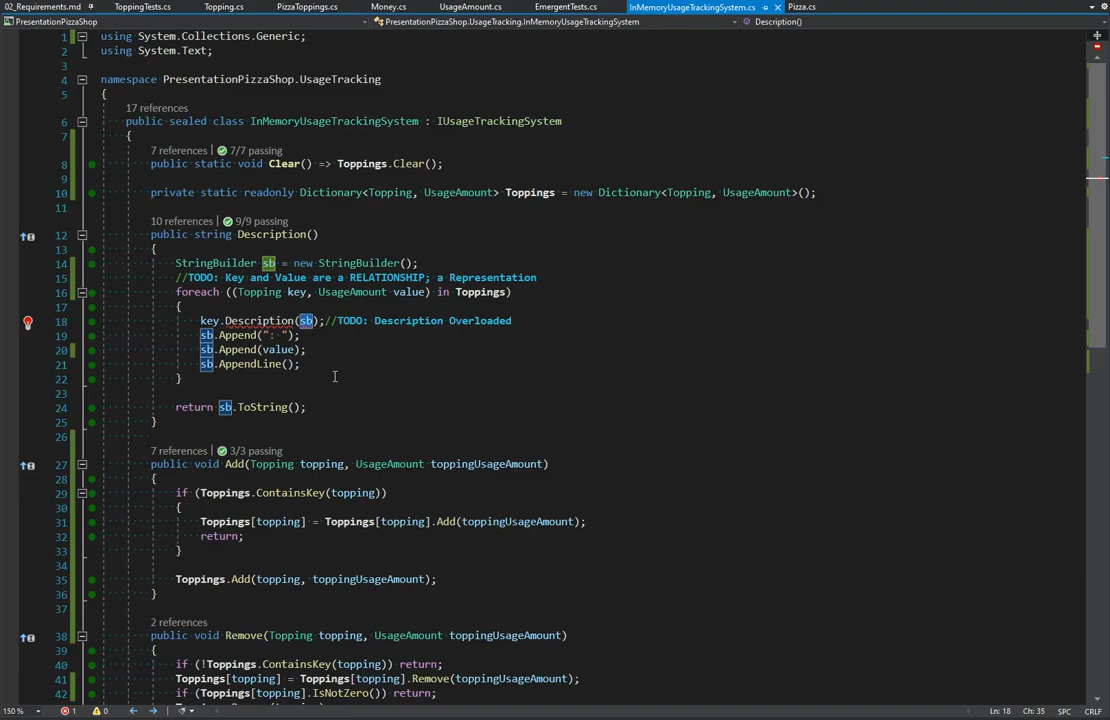 02_Requirements.md ToppingTests.cs Topping.cs PizzaToppings.cs Money.cs UsageAmount.cs EmergentTests.cs InMemoryUsageTrackingSystem.cs Pizza.cs
PresentationPizzaShop PresentationPizzaShop.UsageTracking.InMemoryUsageTrackingSystem Description()
1 using System.Collections.Generic;
2 using System.Text;
4 namespace PresentationPizzaShop.UsageTracking
5 {
17 references
6 public sealed class InMemoryUsageTrackingSystem : IUsageTrackingSystem
7 {
7 references | 7/7 passing
8 public static void Clear() => Toppings.Clear();
9
10 private static readonly Dictionary<Topping, UsageAmount> Toppings = new Dictionary<Topping, UsageAmount>();
11
10 references | 9/9 passing
12 public string Description()
13 {
14 StringBuilder sb = new StringBuilder();
15 //TODO: Key and Value are a RELATIONSHIP; a Representation
16 foreach ((Topping key, UsageAmount value) in Toppings)
17 {
18 key.Description(sb);//TODO: Description Overloaded
19 sb.Append(": ");
20 sb.Append(value);
21 sb.AppendLine();
22 }
23
24 return sb.ToString();
25 }
26
7 references | 3/3 passing
27 public void Add(Topping topping, UsageAmount toppingUsageAmount)
28 {
29 if (Toppings.ContainsKey(topping))
30 {
31 Toppings[topping] = Toppings[topping].Add(toppingUsageAmount);
32 return;
33 }
34
35 Toppings.Add(topping, toppingUsageAmount);
36 }
37
2 references
38 public void Remove(Topping topping, UsageAmount toppingUsageAmount)
39 {
40 if (!Toppings.ContainsKey(topping)) return;
41 Toppings[topping] = Toppings[topping].Remove(toppingUsageAmount);
42 if (Toppings[topping].IsNotZero()) return;
150 % 1 0 Ln: 18 Ch: 35 SPC CRLF